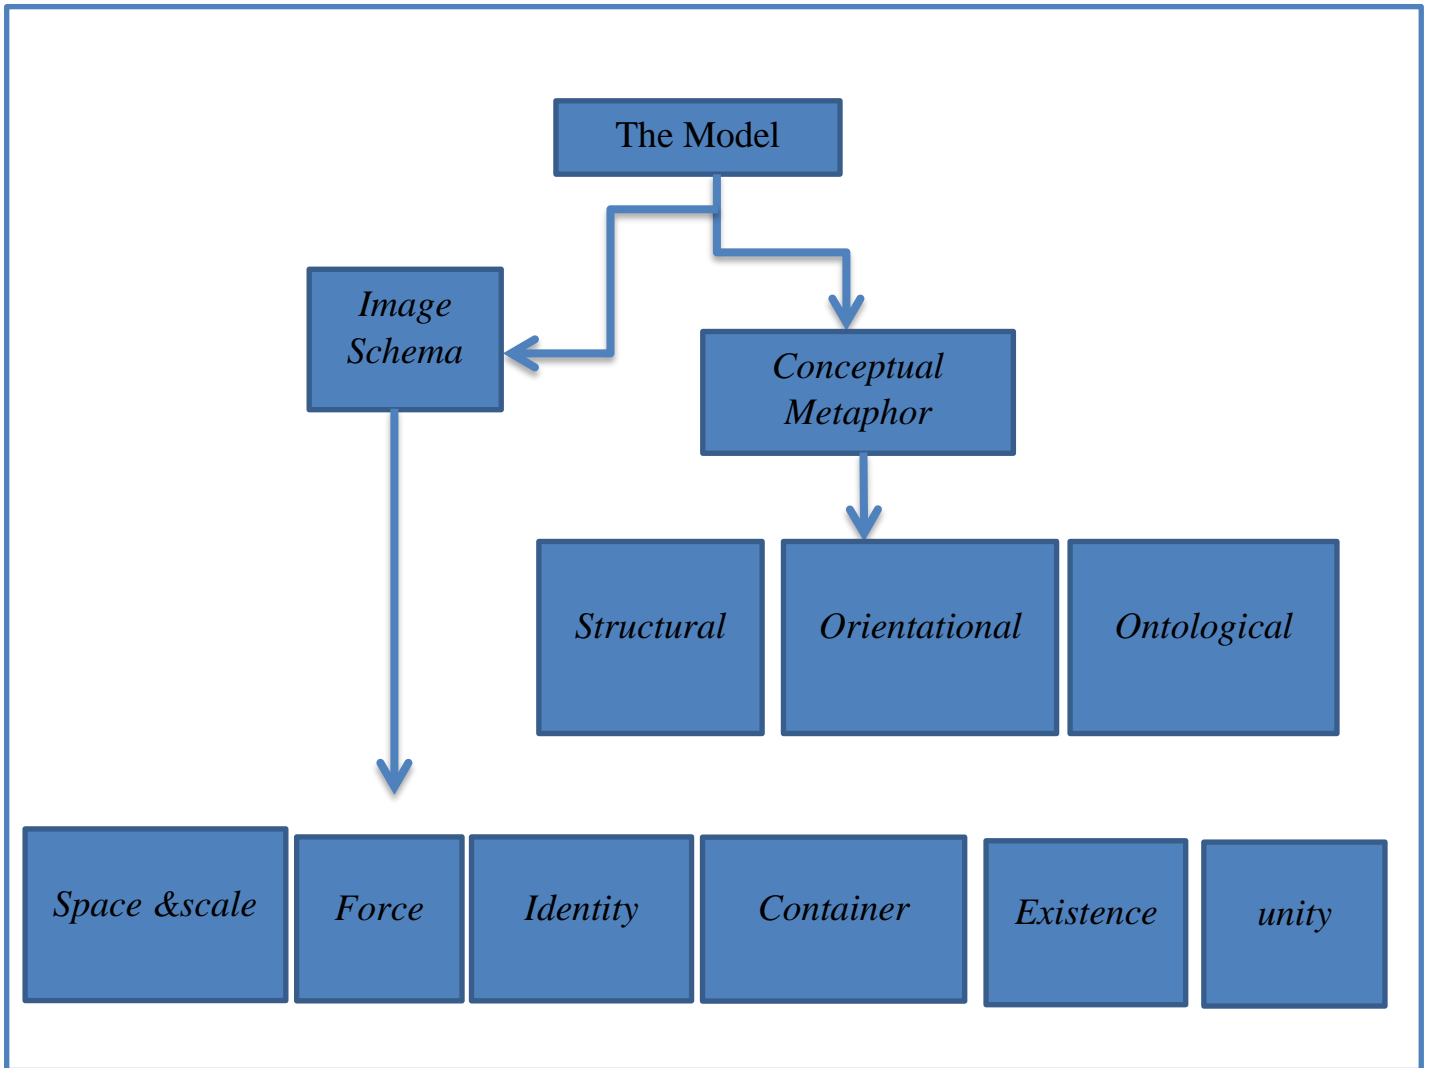 The Model
Image
Schema
Conceptual
Metaphor
Structural
Orientational
Ontological
Space &scale
Force
Identity
Container
Existence
unity